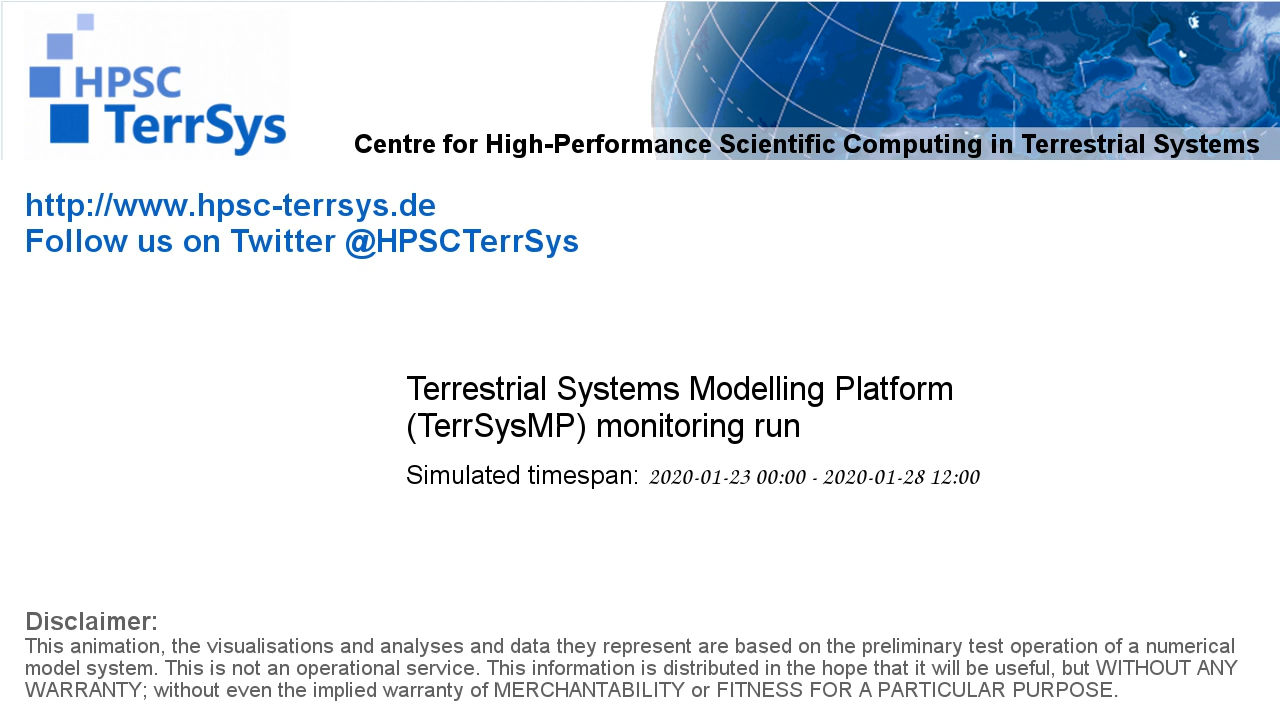 HPSC
TerrSys
Centre for High-Performance Scientific Computing in Terrestrial Systems
http://www.hpsc-terrsys.de
Follow us on Twitter @HPSCTerrSys
Terrestrial Systems Modelling Platform
(TerrSysMP) monitoring run
Simulated timespan: 2020-01-23 00:00 - 2020-01-28 12:00
Disclaimer:
This animation, the visualisations and analyses and data they represent are based on the preliminary test operation of a numerical
model system. This is not an operational service. This information is distributed in the hope that it will be useful, but WITHOUT ANY
WARRANTY; without even the implied warranty of MERCHANTABILITY or FITNESS FOR A PARTICULAR PURPOSE.